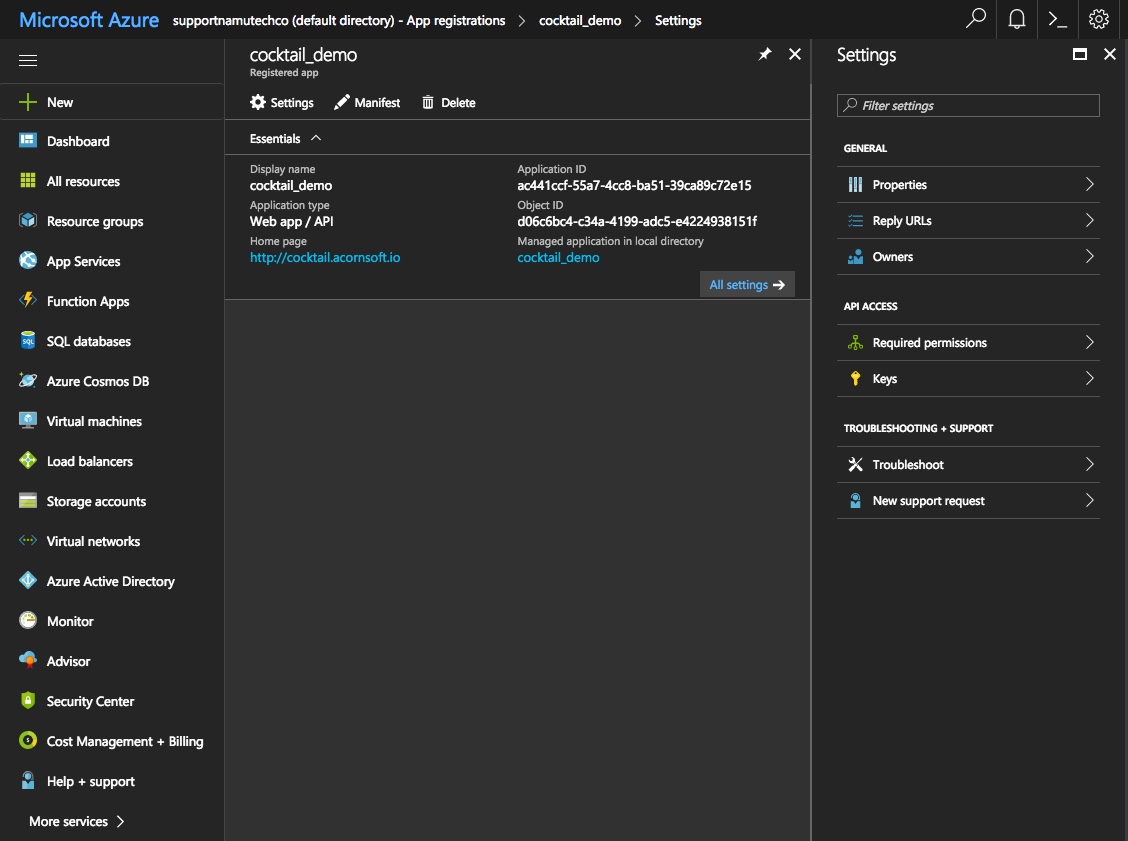 Microsoft Azure supportnamutechco (default directory) - App registrations > cocktail_demo > Settings
New
Dashboard
All resources
Resource groups
App Services
Function Apps
SQL databases
Azure Cosmos DB
Virtual machines
Load balancers
Storage accounts
Virtual networks
Azure Active Directory
Monitor
Advisor
Security Center
Cost Management + Billing
Help + support
More services >
cocktail_demo
Registered app
Settings Manifest Delete
Essentials
Display name
cocktail_demo
Application type
Web app / API
Home page
http://cocktail.acornsoft.io
Application ID
ac441ccf-55a7-4cc8-ba51-39ca89c72e15
Object ID
d06c6bc4-c34a-4199-adc5-e4224938151f
Managed application in local directory
cocktail_demo
All settings →
Settings
Filter settings
GENERAL
Properties
Reply URLs
Owners
API ACCESS
Required permissions
Keys
TROUBLESHOOTING + SUPPORT
Troubleshoot
New support request